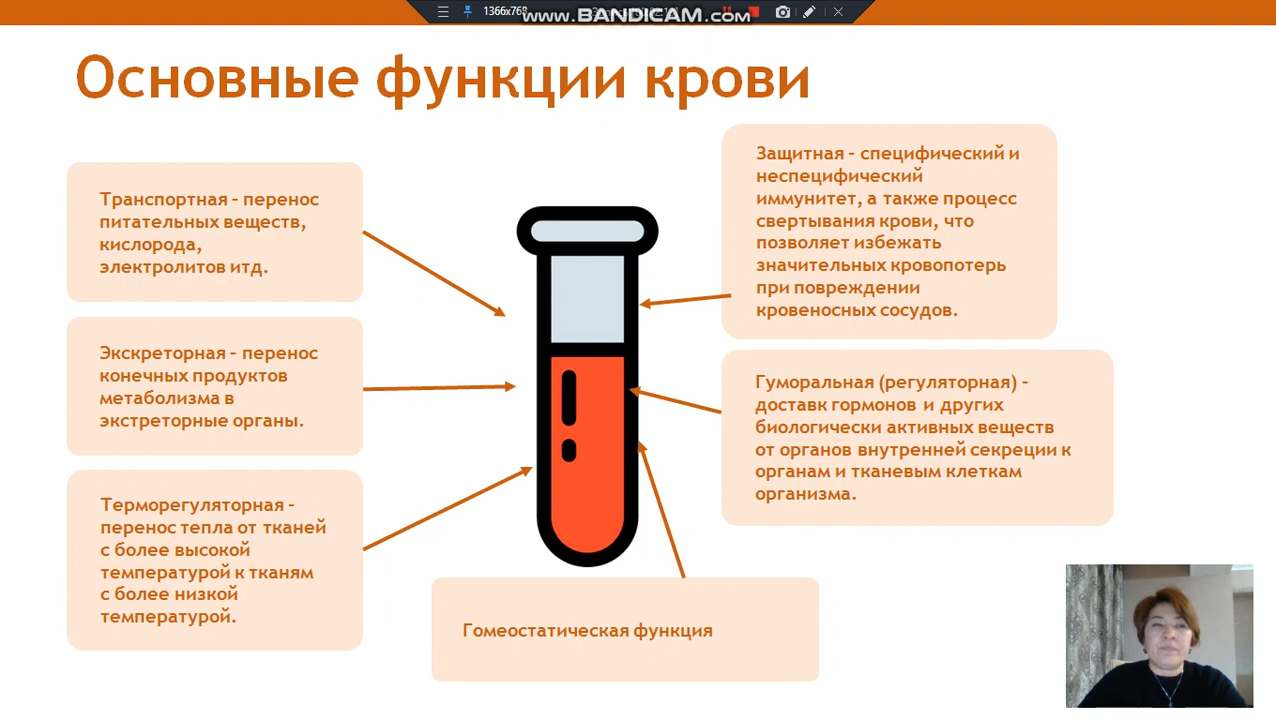 1366x768
www.BANDICAM.com
Основные функции крови
Транспортная – перенос
питательных веществ,
кислорода,
электролитов итд.
Экскреторная – перенос
конечных продуктов
метаболизма в
экстреторные органы.
Терморегуляторная –
перенос тепла от тканей
с более высокой
температурой к тканям
с более низкой
температурой.
Защитная – специфический и
неспецифический
иммунитет, а также процесс
свертывания крови, что
позволяет избежать
значительных кровопотерь
при повреждении
кровеносных сосудов.
Гуморальная (регуляторная) –
доставк гормонов и других
биологически активных веществ
от органов внутренней секреции к
органам и тканевым клеткам
организма.
Гомеостатическая функция